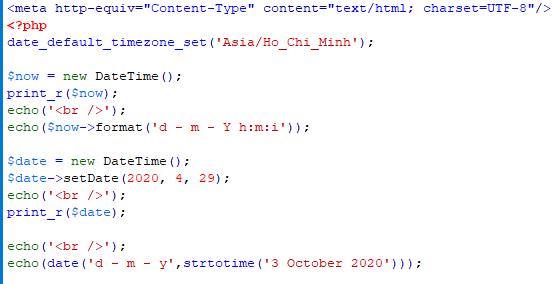 <meta http-equiv="Content-Type" content="text/html; charset=UTF-8"/>
<?php
date_default_timezone_set('Asia/Ho_Chi_Minh');
$now = new DateTime();
print_r($now);
echo('<br />');
echo($now->format('d - m - Y h:m:i'));
$date = new DateTime();
$date->setDate(2020, 4, 29);
echo('<br />');
print_r($date);
echo('<br />');
echo(date('d - m - y',strtotime('3 October 2020')));